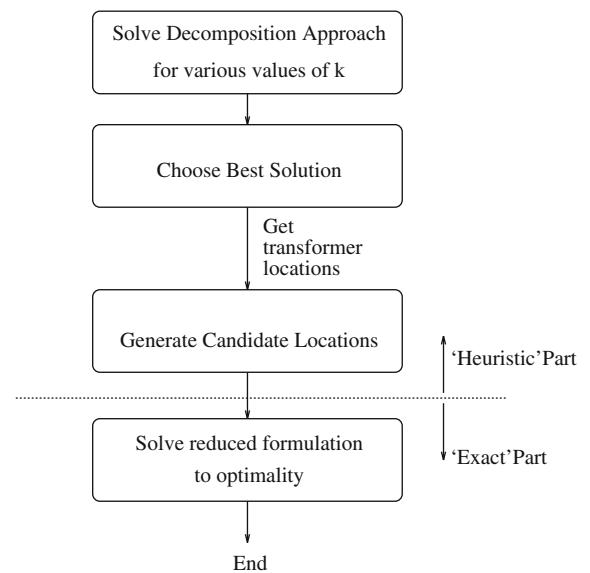 Solve Decomposition Approach
for various values of k
Choose Best Solution
Get
transformer
locations
Generate Candidate Locations
‘Heuristic’Part
Solve reduced formulation
to optimality
‘Exact’Part
End